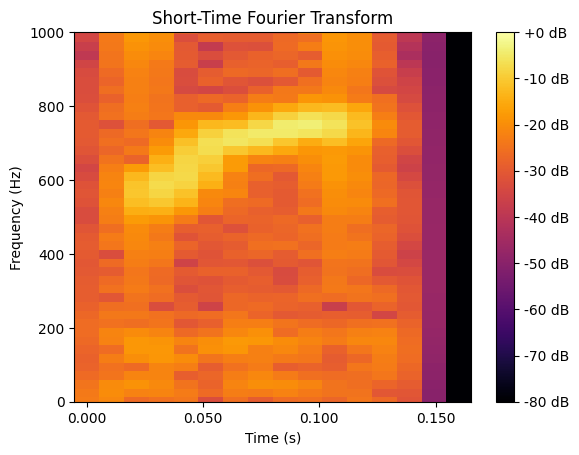 Short-Time Fourier Transform
1000
800
600
400
200
0
Frequency (Hz)
0.000
0.050
0.100
0.150
Time (s)
+0 dB
-10 dB
-20 dB
-30 dB
-40 dB
-50 dB
-60 dB
-70 dB
-80 dB